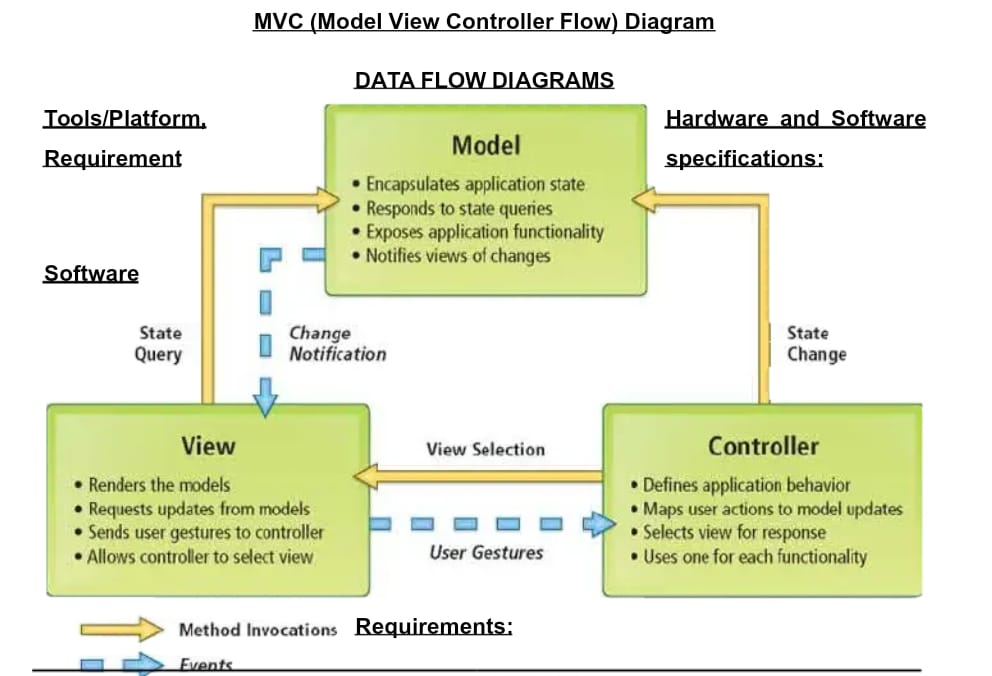 MVC (Model View Controller Flow) Diagram
DATA FLOW DIAGRAMS
Tools/Platform,
Requirement
Hardware and Software
specifications:
Model
• Encapsulates application state
• Responds to state queries
• Exposes application functionality
• Notifies views of changes
Software
State
Query
Change
Notification
State
Change
View
• Renders the models
• Requests updates from models
• Sends user gestures to controller
• Allows controller to select view
View Selection
User Gestures
Controller
• Defines application behavior
• Maps user actions to model updates
• Selects view for response
• Uses one for each functionality
Method Invocations
Requirements:
Events